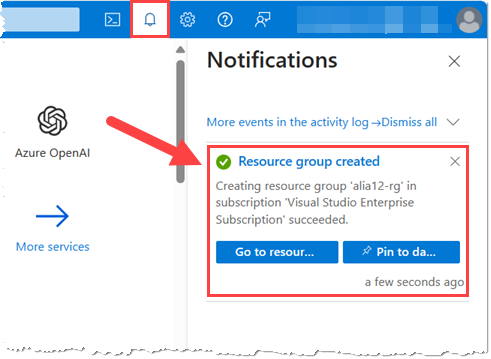 Notifications
Azure OpenAI
More services
More events in the activity log → Dismiss all
Resource group created
Creating resource group 'alia12-rg' in
subscription 'Visual Studio Enterprise
Subscription' succeeded.
Go to resour...
Pin to da...
a few seconds ago